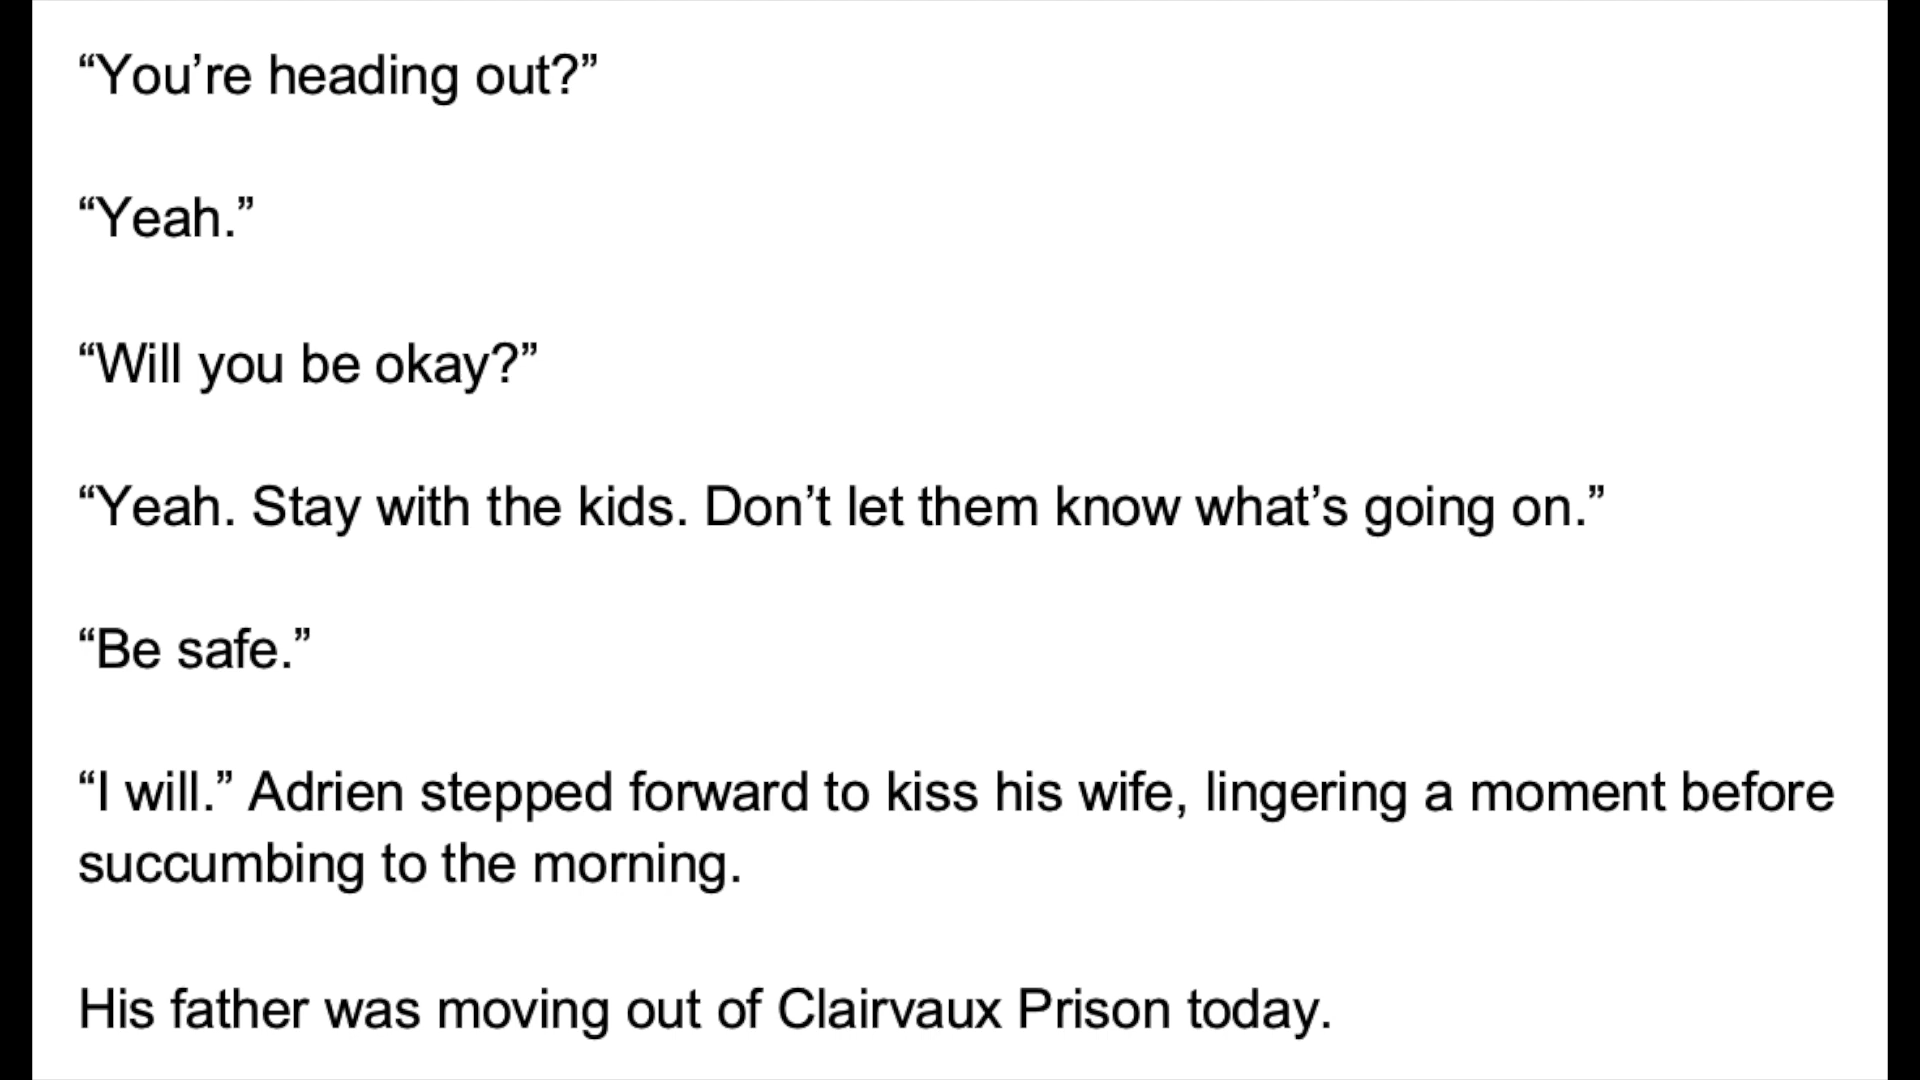 “You’re heading out?”
“Yeah.”
“Will you be okay?”
“Yeah. Stay with the kids. Don’t let them know what’s going on.”
“Be safe.”
“I will.” Adrien stepped forward to kiss his wife, lingering a moment before
succumbing to the morning.
His father was moving out of Clairvaux Prison today.